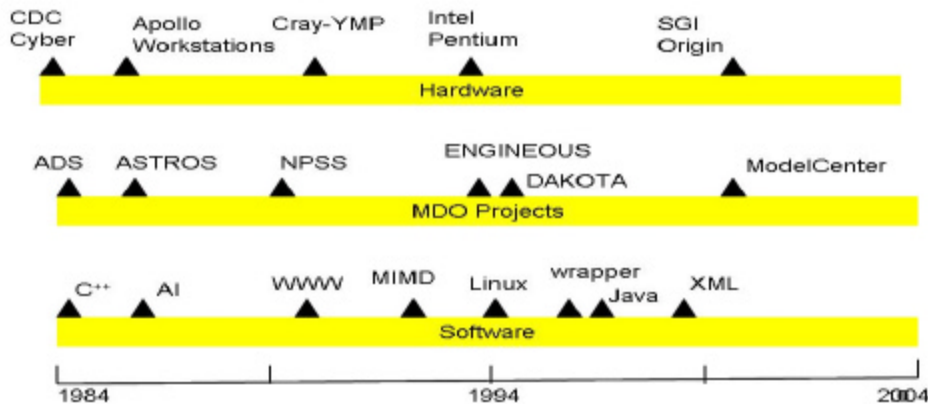 CDC
Cyber
Apollo
Workstations
Cray-YMP
Intel
Pentium
SGI
Origin
Hardware
ADS
ASTROS
NPSS
ENGINEOUS
DAKOTA
ModelCenter
MDO Projects
C++
AI
WWW
MIMD
Linux
wrapper
Java
XML
Software
1984
1994
2004